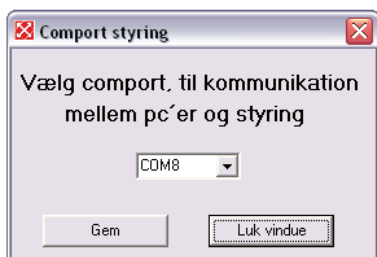 Comport styring
Vælg comport, til kommunikation
mellem pc´er og styring
COM8
Gem
Luk vindue